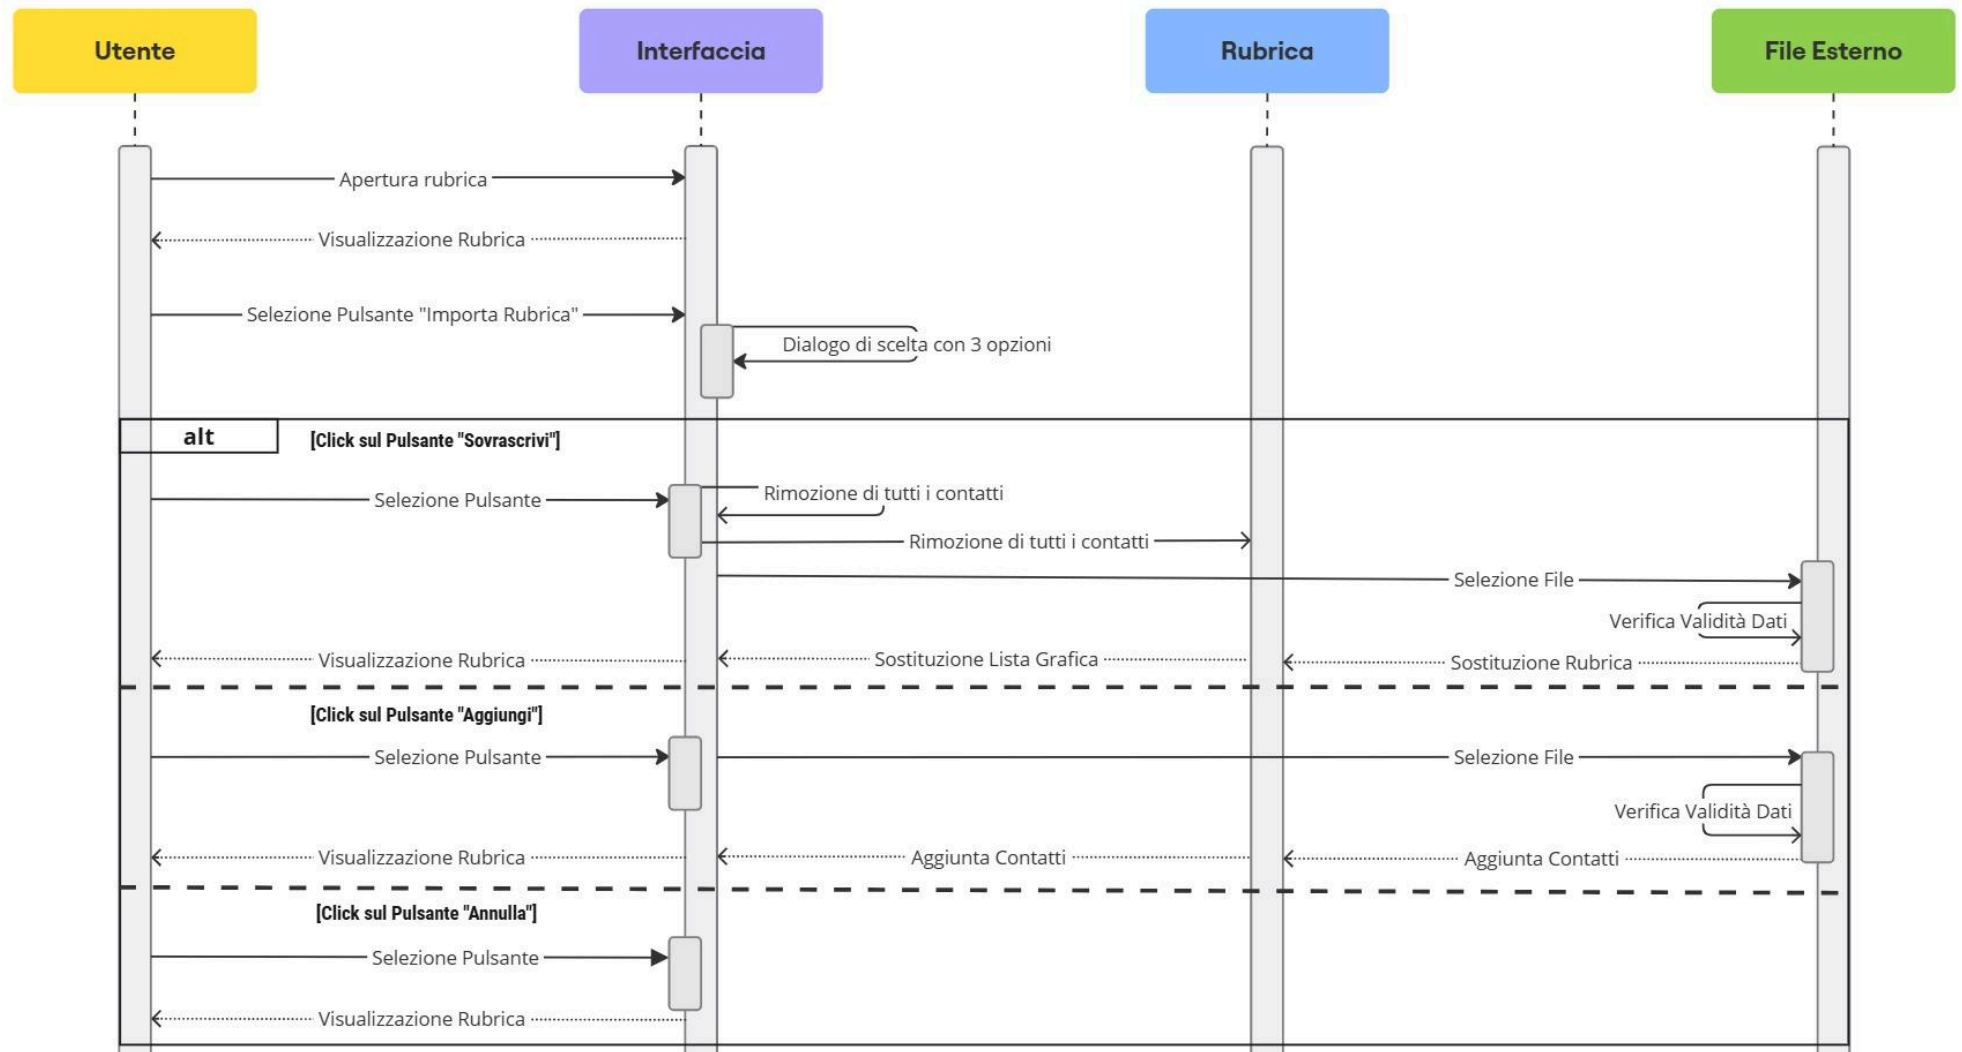 Utente
Interfaccia
Rubrica
File Esterno
Apertura rubrica
Visualizzazione Rubrica
Selezione Pulsante "Importa Rubrica"
Dialogo di scelta con 3 opzioni
alt
[Click sul Pulsante "Sovrascrivi"]
Selezione Pulsante
Rimozione di tutti i contatti
Rimozione di tutti i contatti
Selezione File
Verifica Validità Dati
Visualizzazione Rubrica
Sostituzione Lista Grafica
Sostituzione Rubrica
[Click sul Pulsante "Aggiungi"]
Selezione Pulsante
Selezione File
Verifica Validità Dati
Visualizzazione Rubrica
Aggiunta Contatti
Aggiunta Contatti
[Click sul Pulsante "Annulla"]
Selezione Pulsante
Visualizzazione Rubrica